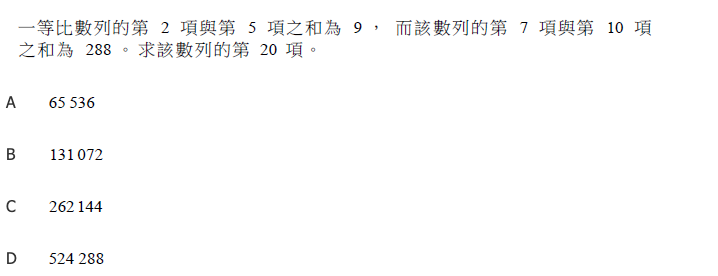 一等比數列的第 2 項與第 5 項之和為 9 ， 而該數列的第 7 項與第 10 項
之和為 288 。 求該數列的第 20 項。
A 65 536
B 131 072
C 262 144
D 524 288